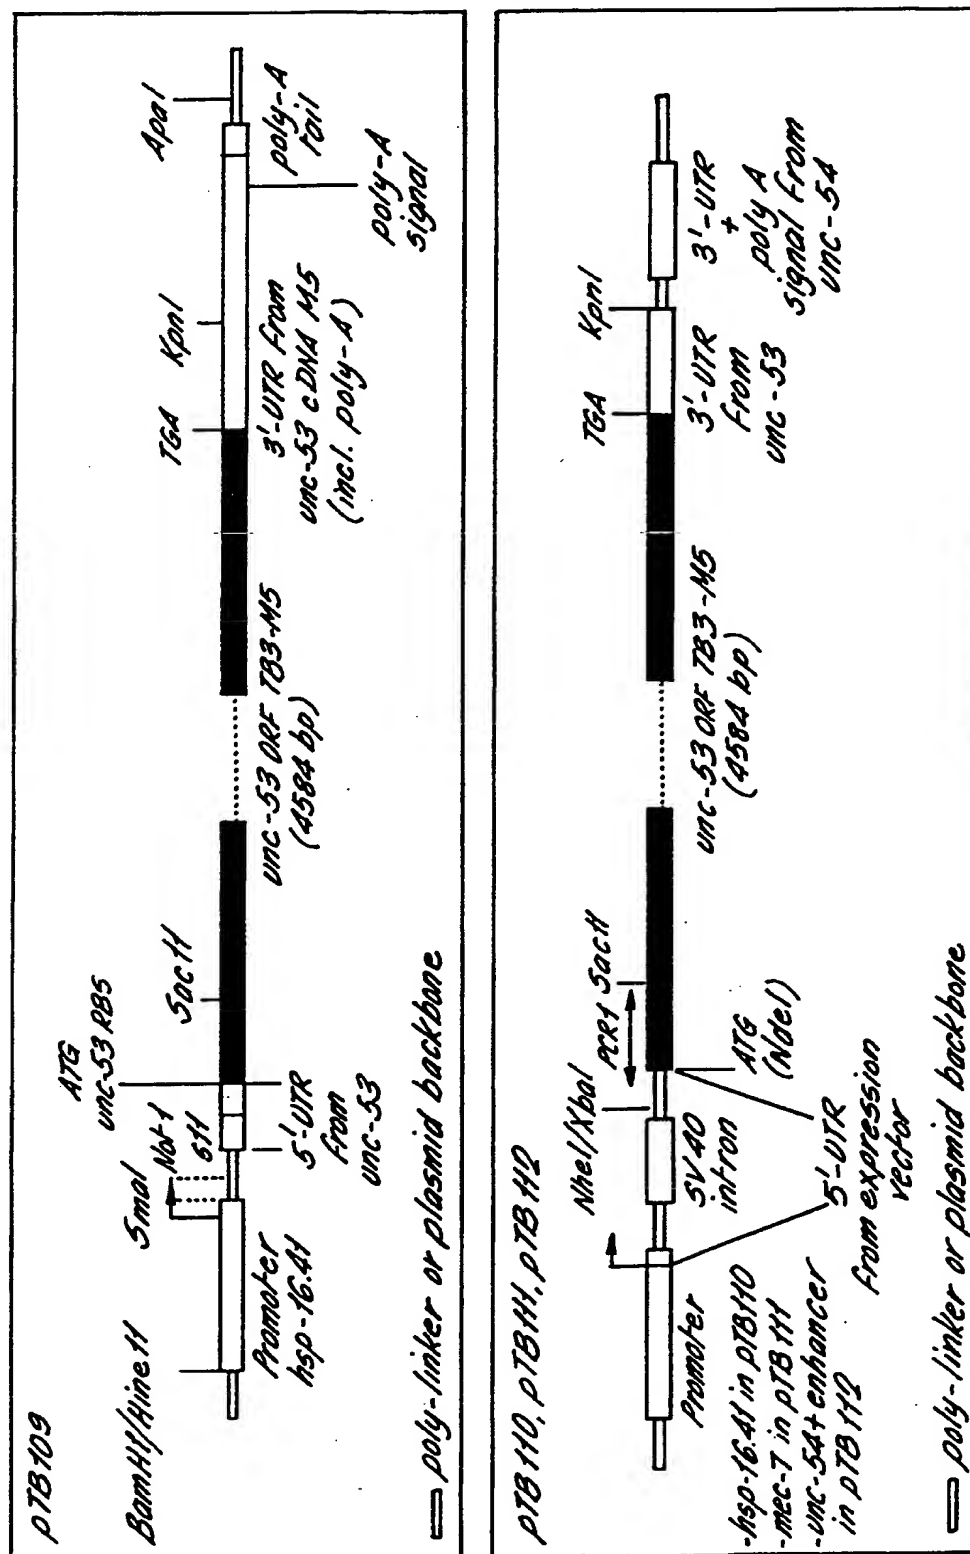 pTB109
BamHI/HincII
SmaI
Not-1
ATG
unc-53 RBS
SacII
TGA
KpnI
ApaI
Promoter
hsp-16.41
5'-UTR
from
unc-53
unc-53 ORF TB3-M5
(4584 bp)
3'-UTR from
unc-53 cDNA M5
(incl. poly-A)
poly-A
signal
poly-A
tail
poly-linker or plasmid backbone
pTB110, pTB111, pTB112
NheI/XbaI
PCR1
SacII
TGA
KpnI
Promoter
-hsp-16.41 in pTB110
-mec-7 in pTB111
-unc-54+enhancer
in pTB112
SV40
intron
ATG
(NdeI)
5'-UTR
from expression
vector
unc-53 ORF TB3-M5
(4584 bp)
3'-UTR
from
unc-53
3'-UTR
+
poly A
signal from
unc-54
poly-linker or plasmid backbone